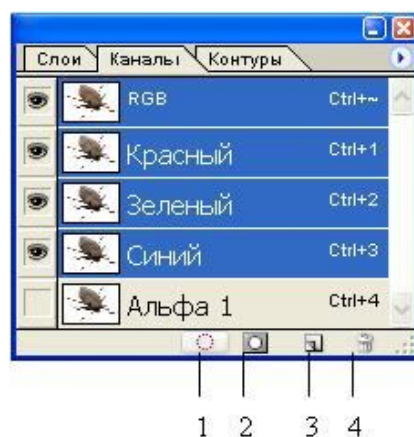 Слои Каналы Контуры
RGB Ctrl+~
Красный Ctrl+1
Зеленый Ctrl+2
Синий Ctrl+3
Альфа 1 Ctrl+4
1 2 3 4